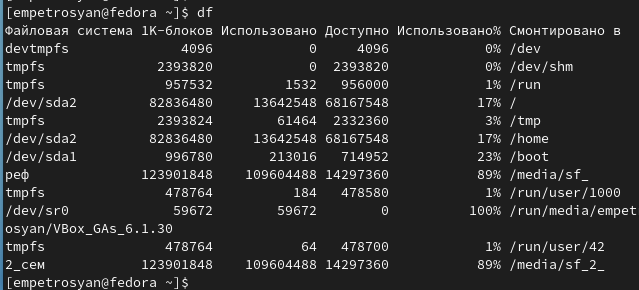 [empetrosyan@fedora ~]$ df
Файловая система 1K-блоков Использовано Доступно Использовано% Смонтировано в
devtmpfs 4096 0 4096 0% /dev
tmpfs 2393820 0 2393820 0% /dev/shm
tmpfs 957532 1532 956000 1% /run
/dev/sda2 82836480 13642548 68167548 17% /
tmpfs 2393824 61464 2332360 3% /tmp
/dev/sda2 82836480 13642548 68167548 17% /home
/dev/sda1 996780 213016 714952 23% /boot
реф 123901848 109604488 14297360 89% /media/sf_
tmpfs 478764 184 478580 1% /run/user/1000
/dev/sr0 59672 59672 0 100% /run/media/empetr
osyan/VBox_GAs_6.1.30
tmpfs 478764 64 478700 1% /run/user/42
2_сем 123901848 109604488 14297360 89% /media/sf_2_
[empetrosyan@fedora ~]$